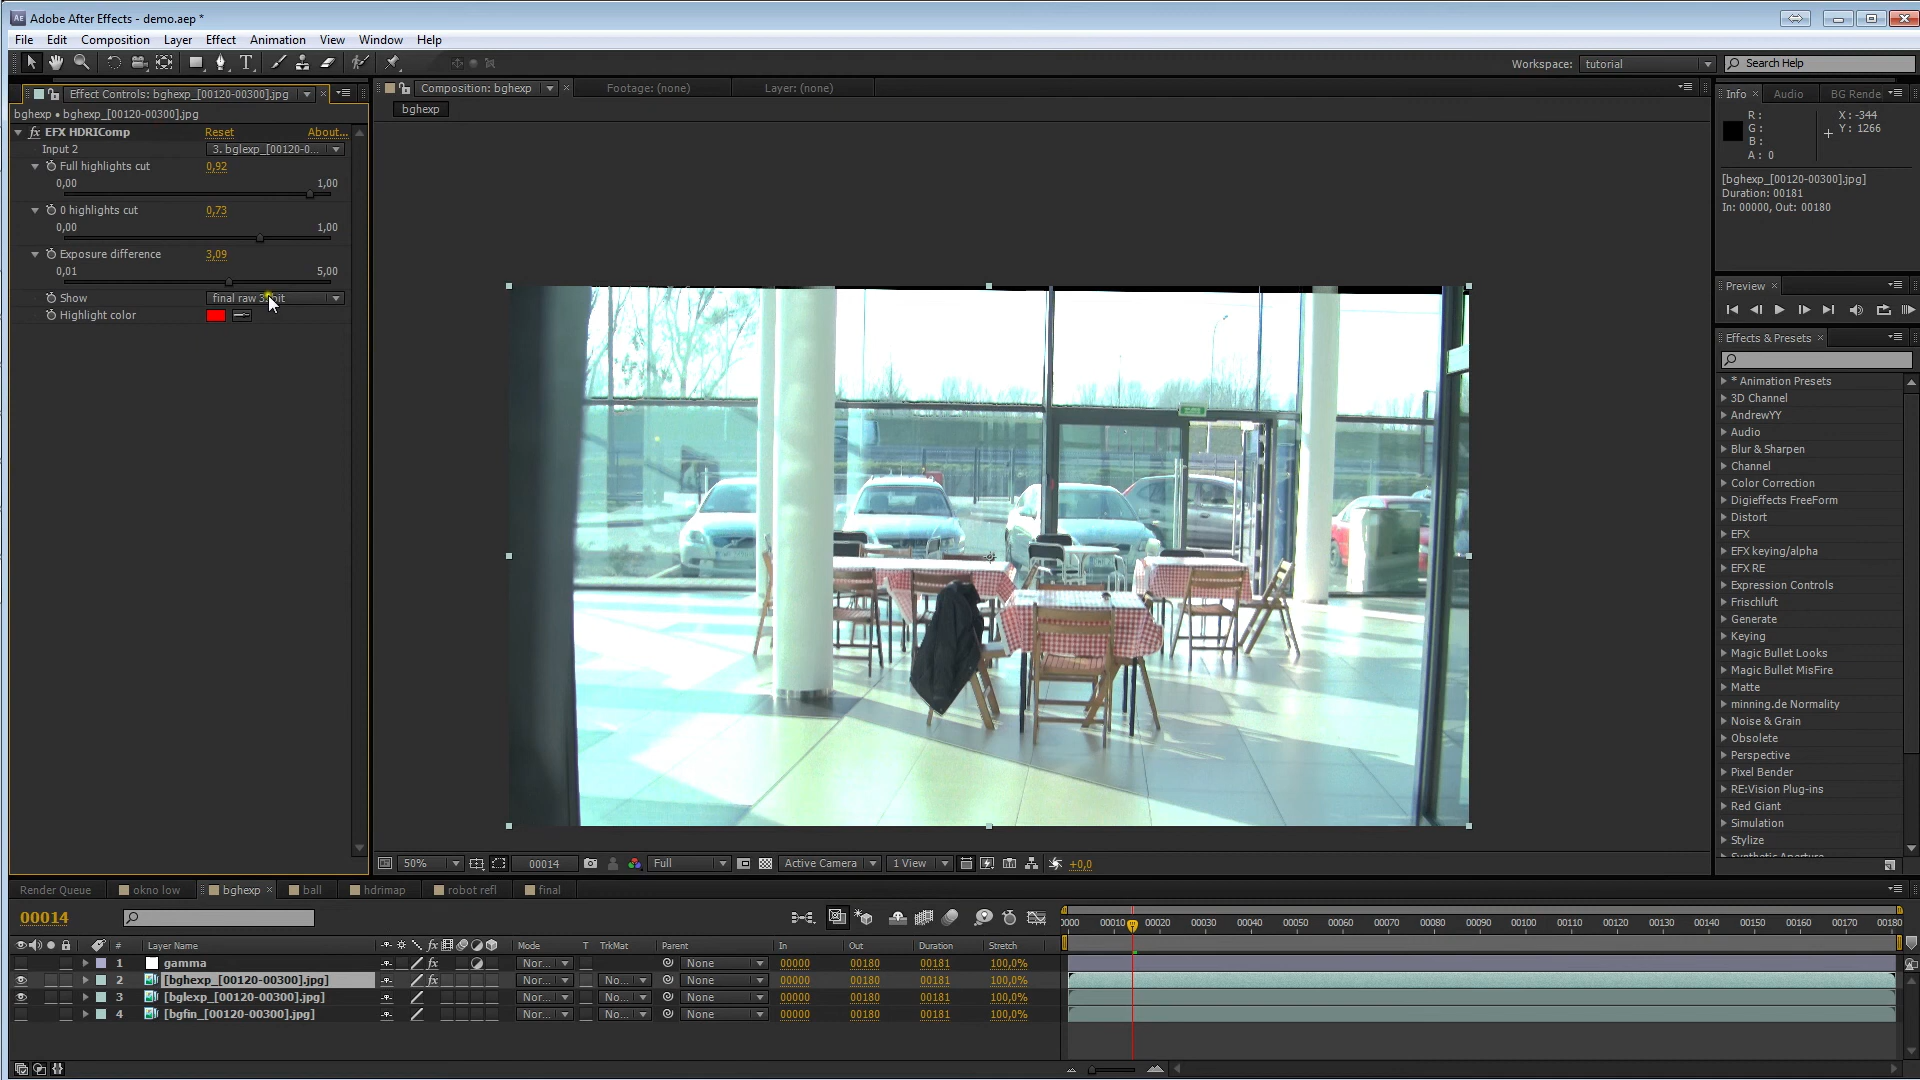 Adobe After Effects - demo.aep *
File Edit Composition Layer Effect Animation View Window Help
Workspace: tutorial Search Help
Effect Controls: bghexp_[00120-00300].jpg
bghexp • bghexp_[00120-00300].jpg
fx EFX HDRIComp Reset About...
Input 2 3. bglexp_[00120-0...
Full highlights cut 0,92
0,00 1,00
0 highlights cut 0,73
0,00 1,00
Exposure difference 3,09
0,01 5,00
Show final raw
Highlight color
Composition: bghexp Footage: (none) Layer: (none)
bghexp
50% 00014 Full Active Camera 1 View +0,0
Info Audio BG Rende
R: X: -344
G: Y: 1266
B:
A: 0
[bghexp_[00120-00300].jpg]
Duration: 00181
In: 00000, Out: 00180
Preview
Effects & Presets
* Animation Presets
3D Channel
AndrewYY
Audio
Blur & Sharpen
Channel
Color Correction
Digieffects FreeForm
Distort
EFX
EFX keying/alpha
EFX RE
Expression Controls
Frischluft
Generate
Keying
Magic Bullet Looks
Magic Bullet MisFire
Matte
minning.de Normality
Noise & Grain
Obsolete
Perspective
Pixel Bender
RE:Vision Plug-ins
Red Giant
Simulation
Stylize
Render Queue okno low bghexp ball hdrimap robot refl final
00014
0000 00010 00020 00030 00040 00050 00060 00070 00080 00090 00100 00110 00120 00130 00140 00150 00160 00170 00180
# Layer Name fx Mode T TrkMat Parent In Out Duration Stretch
1 gamma fx Nor... None 00000 00180 00181 100,0%
2 [bghexp_[00120-00300].jpg] fx Nor... No... None 00000 00180 00181 100,0%
3 [bglexp_[00120-00300].jpg] Nor... No... None 00000 00180 00181 100,0%
4 [bgfin_[00120-00300].jpg] Nor... No... None 00000 00180 00181 100,0%